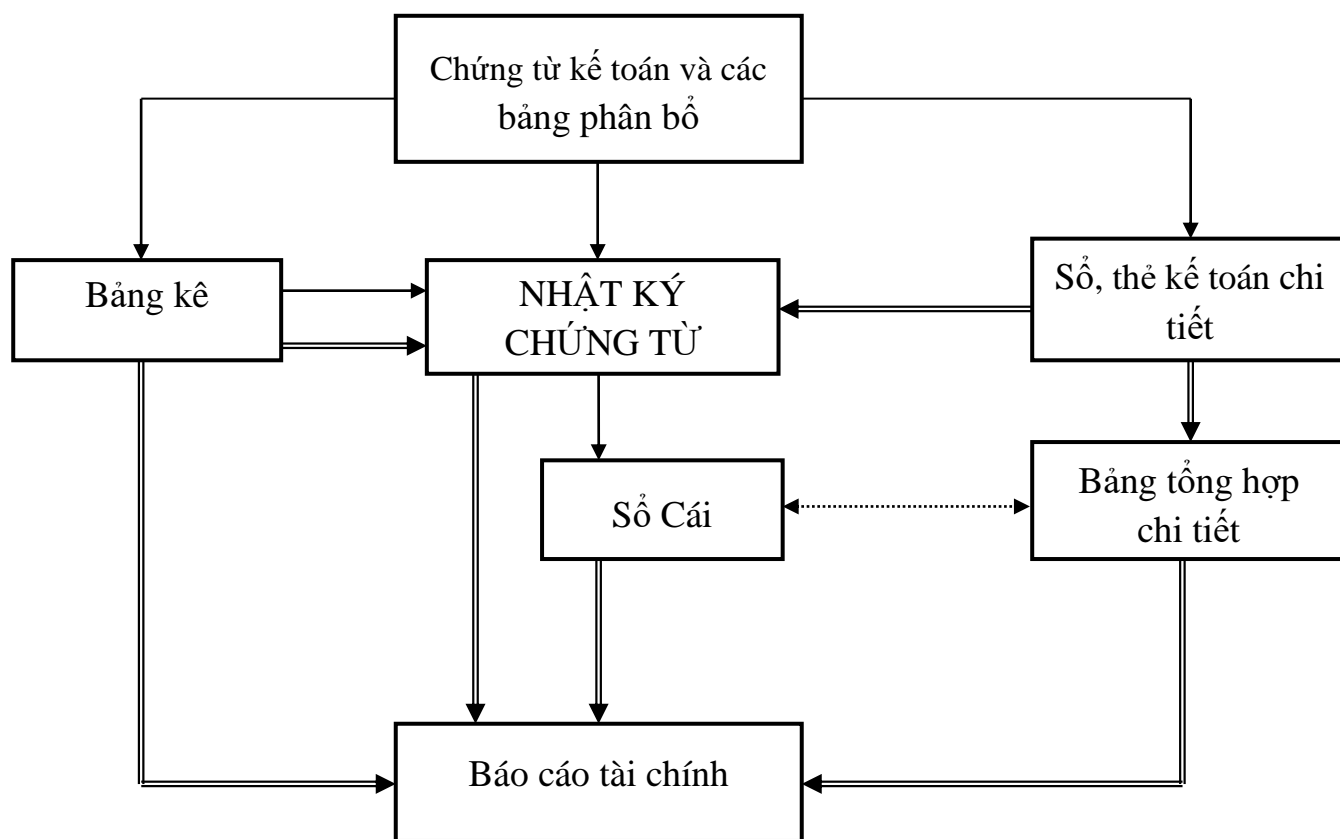 Chứng từ kế toán và các
bảng phân bổ
Bảng kê
NHẬT KÝ
CHỨNG TỪ
Sổ, thẻ kế toán chi
tiết
Sổ Cái
Bảng tổng hợp
chi tiết
Báo cáo tài chính